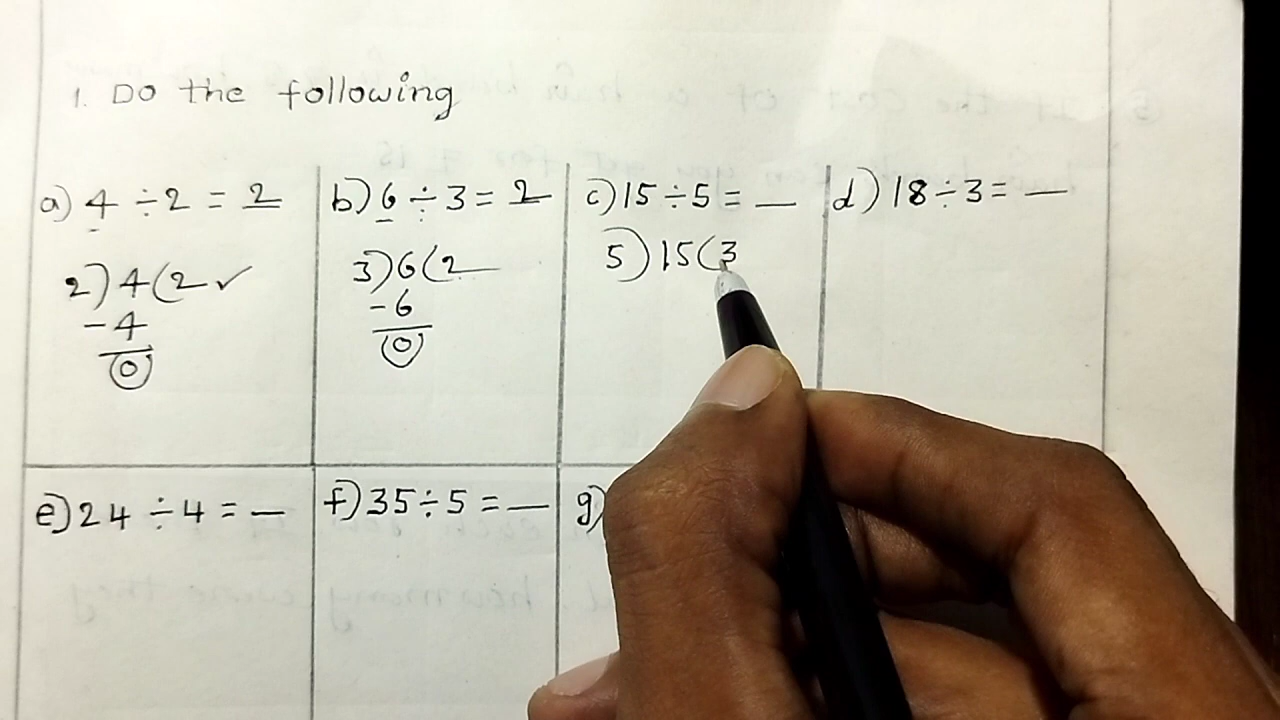 1. Do the following
a) 4 ÷ 2 = 2
2) 4 ( 2 ✓
- 4
0
b) 6 ÷ 3 = 2
3) 6 ( 2
- 6
0
c) 15 ÷ 5 = __
5) 15 ( 3
d) 18 ÷ 3 = __
e) 24 ÷ 4 = __
f) 35 ÷ 5 = __
g)